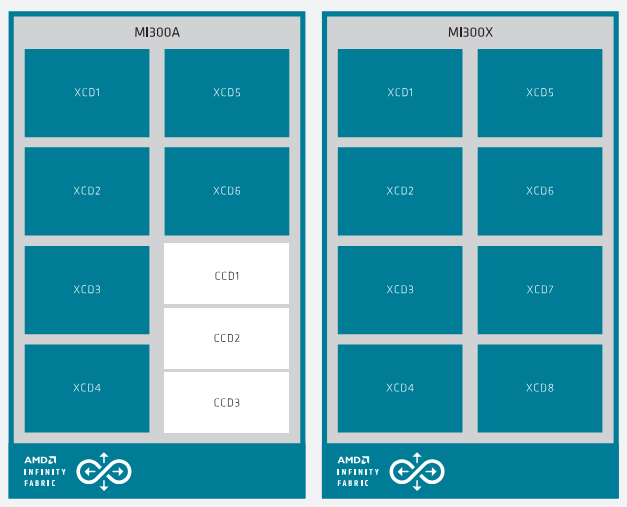 MI300A
XCD1
XCD5
XCD2
XCD6
XCD3
CCD1
CCD2
XCD4
CCD3
AMD
INFINITY
FABRIC
MI300X
XCD1
XCD5
XCD2
XCD6
XCD3
XCD7
XCD4
XCD8
AMD
INFINITY
FABRIC